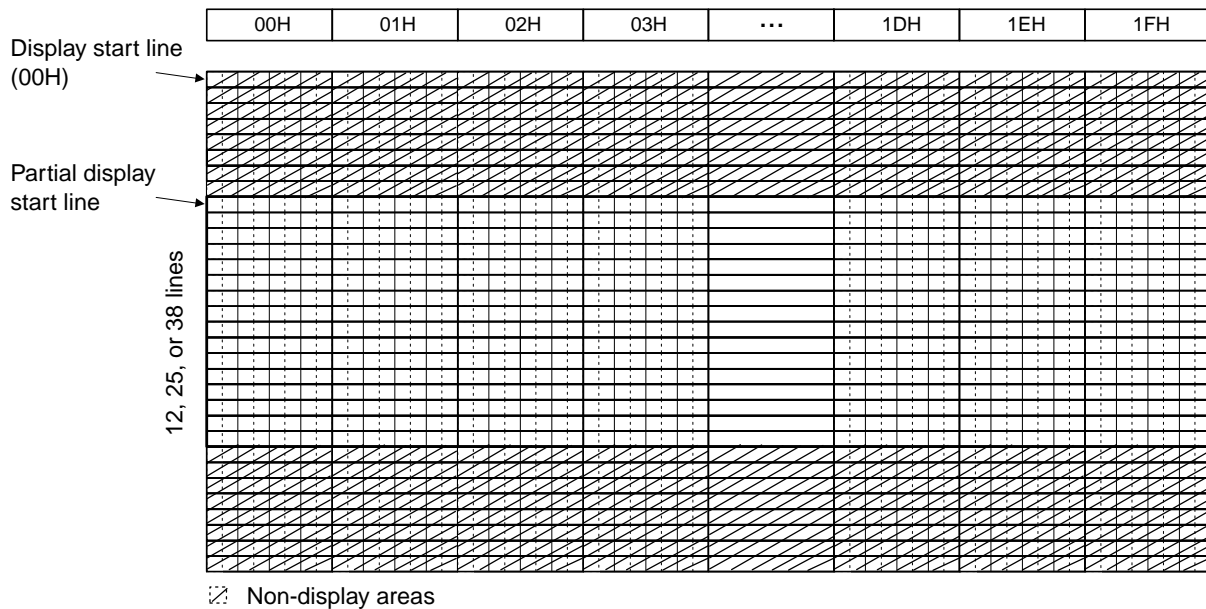 00H 01H 02H 03H ... 1DH 1EH 1FH
Display start line
(00H)
Partial display
start line
12, 25, or 38 lines
Non-display areas